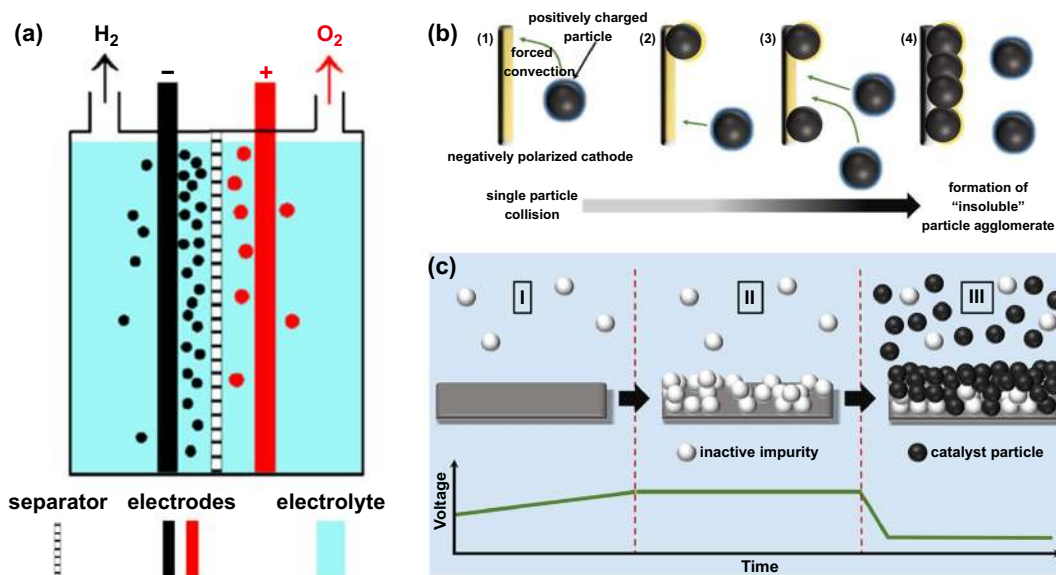 (a)
H₂
O₂
−
+
separator
electrodes
electrolyte
(b)
positively charged
particle
(1)
(2)
(3)
(4)
forced
convection
negatively polarized cathode
single particle
collision
formation of
“insoluble”
particle agglomerate
(c)
I
II
III
inactive impurity
catalyst particle
Voltage
Time